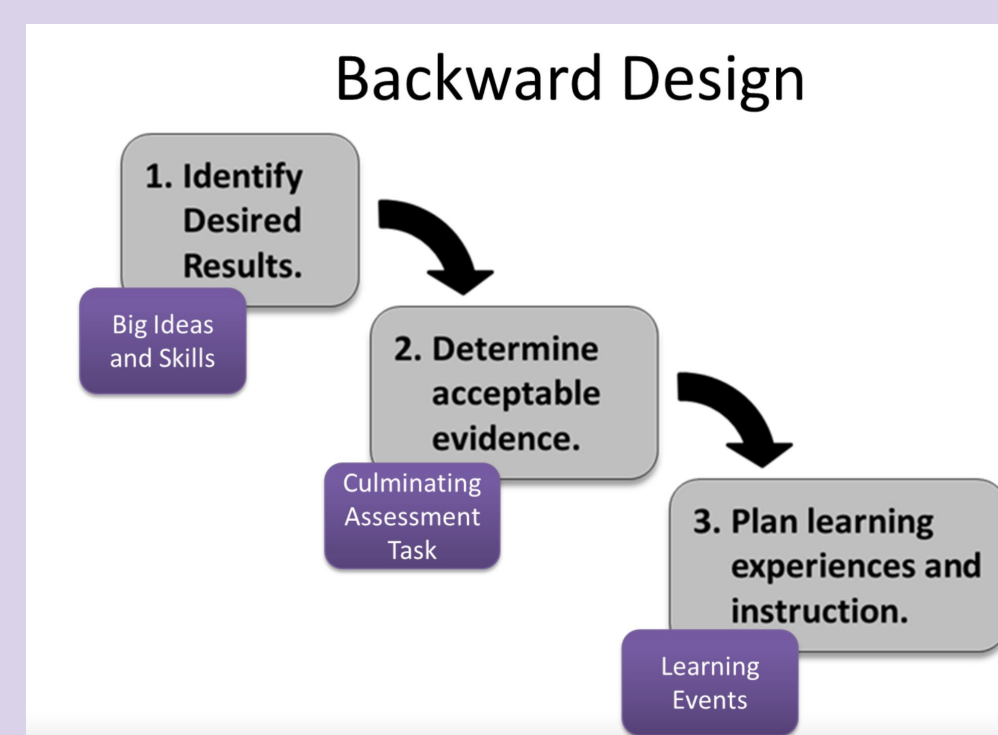 Backward Design
1. Identify
Desired
Results.
Big Ideas
and Skills
2. Determine
acceptable
evidence.
Culminating
Assessment
Task
3. Plan learning
experiences and
instruction.
Learning
Events